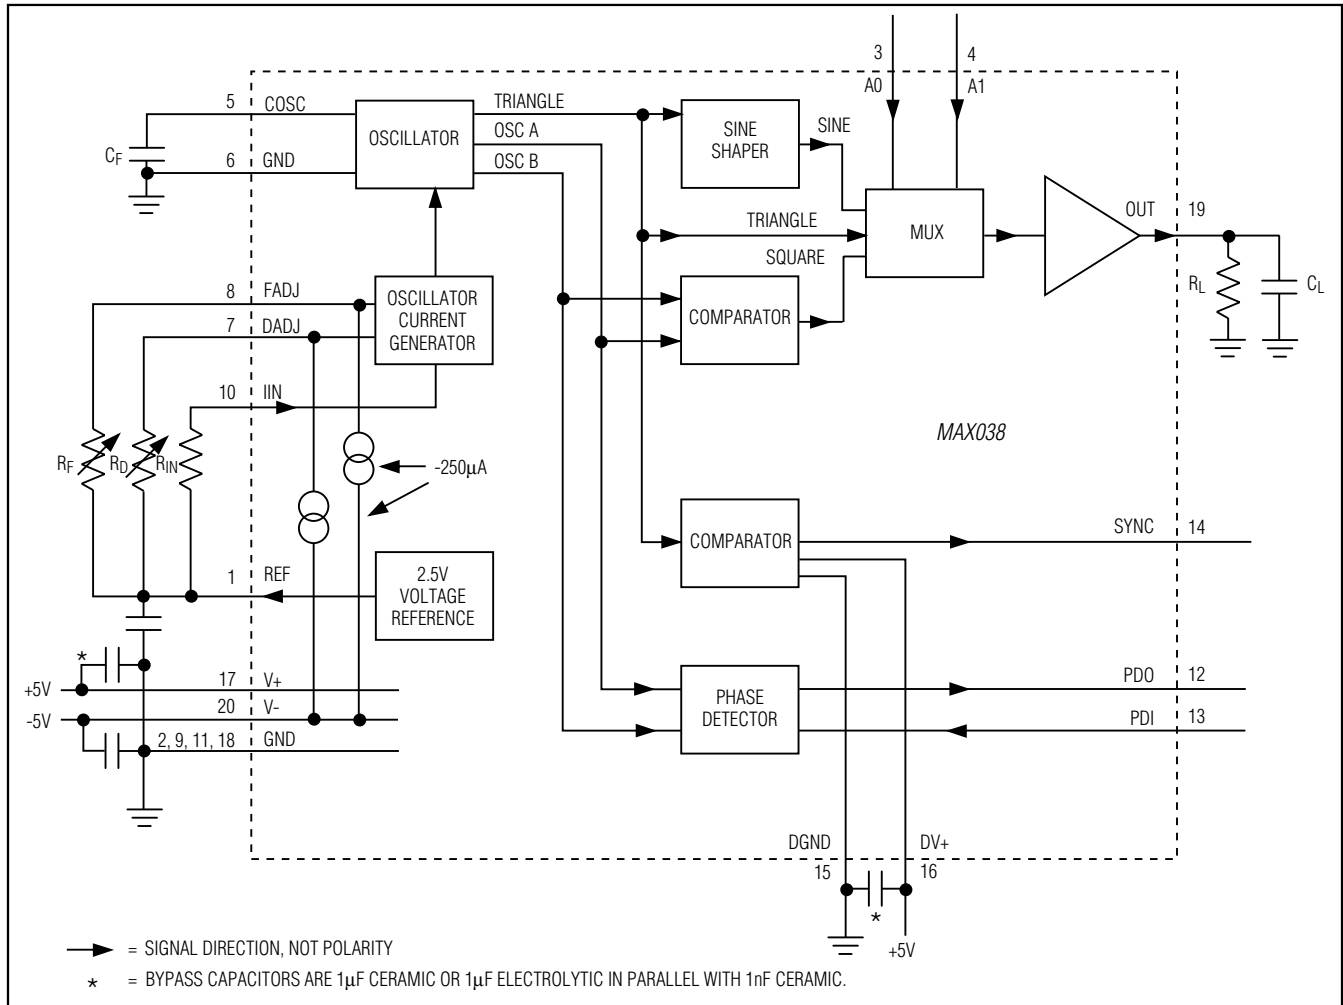 3
4
A0
A1
5
COSC
OSCILLATOR
TRIANGLE
OSC A
OSC B
SINE
SHAPER
SINE
CF
6
GND
TRIANGLE
MUX
OUT
19
SQUARE
RL
CL
8
FADJ
7
DADJ
OSCILLATOR
CURRENT
GENERATOR
COMPARATOR
10
IIN
MAX038
RF
RD
RIN
-250µA
COMPARATOR
SYNC
14
1
REF
2.5V
VOLTAGE
REFERENCE
*
+5V
17
V+
-5V
20
V-
2, 9, 11, 18
GND
PHASE
DETECTOR
PDO
12
PDI
13
DGND
DV+
15
16
*
+5V
= SIGNAL DIRECTION, NOT POLARITY
* = BYPASS CAPACITORS ARE 1µF CERAMIC OR 1µF ELECTROLYTIC IN PARALLEL WITH 1nF CERAMIC.